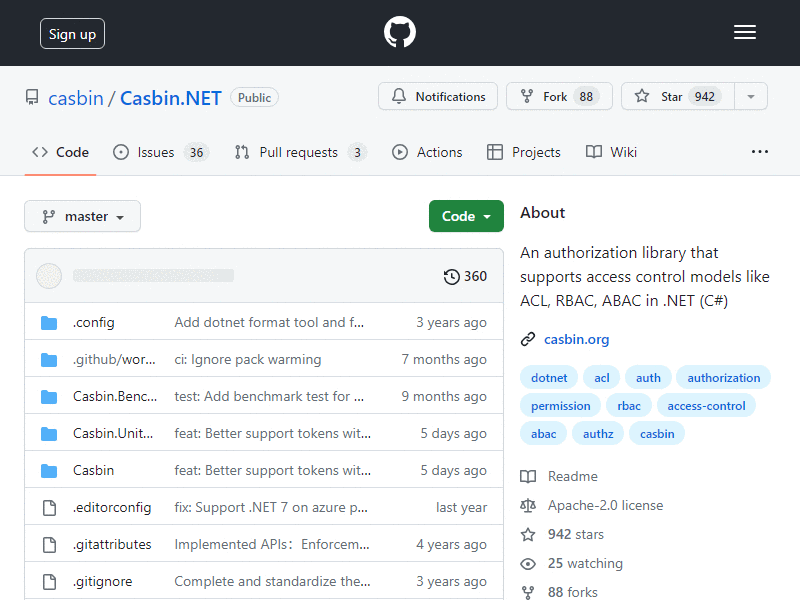 Sign up
casbin / Casbin.NET Public
Notifications
Fork 88
Star 942
Code
Issues 36
Pull requests 3
Actions
Projects
Wiki
master
Code
360
.config Add dotnet format tool and f... 3 years ago
.github/wor... ci: Ignore pack warming 7 months ago
Casbin.Benc... test: Add benchmark test for ... 9 months ago
Casbin.Unit... feat: Better support tokens wit... 5 days ago
Casbin feat: Better support tokens wit... 5 days ago
.editorconfig fix: Support .NET 7 on azure p... last year
.gitattributes Implemented APIs：Enforcem... 4 years ago
.gitignore Complete and standardize the... 3 years ago
About
An authorization library that
supports access control models like
ACL, RBAC, ABAC in .NET (C#)
casbin.org
dotnet acl auth authorization
permission rbac access-control
abac authz casbin
Readme
Apache-2.0 license
942 stars
25 watching
88 forks